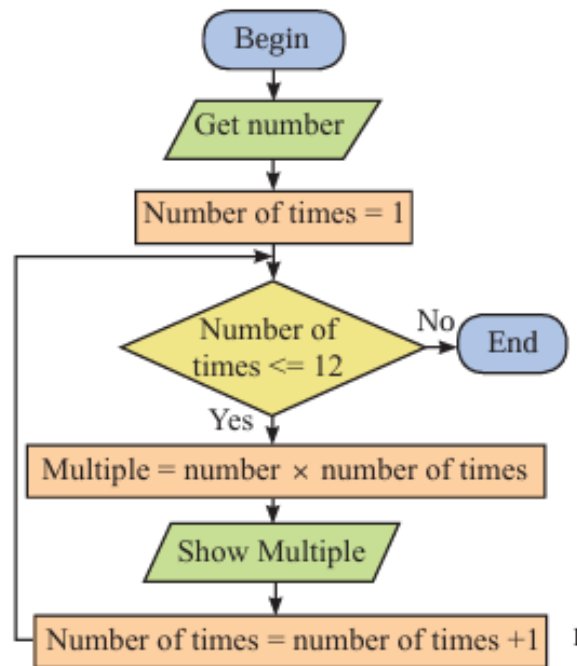 Begin
Get number
Number of times = 1
Number of
times <= 12
No
End
Yes
Multiple = number × number of times
Show Multiple
Number of times = number of times +1